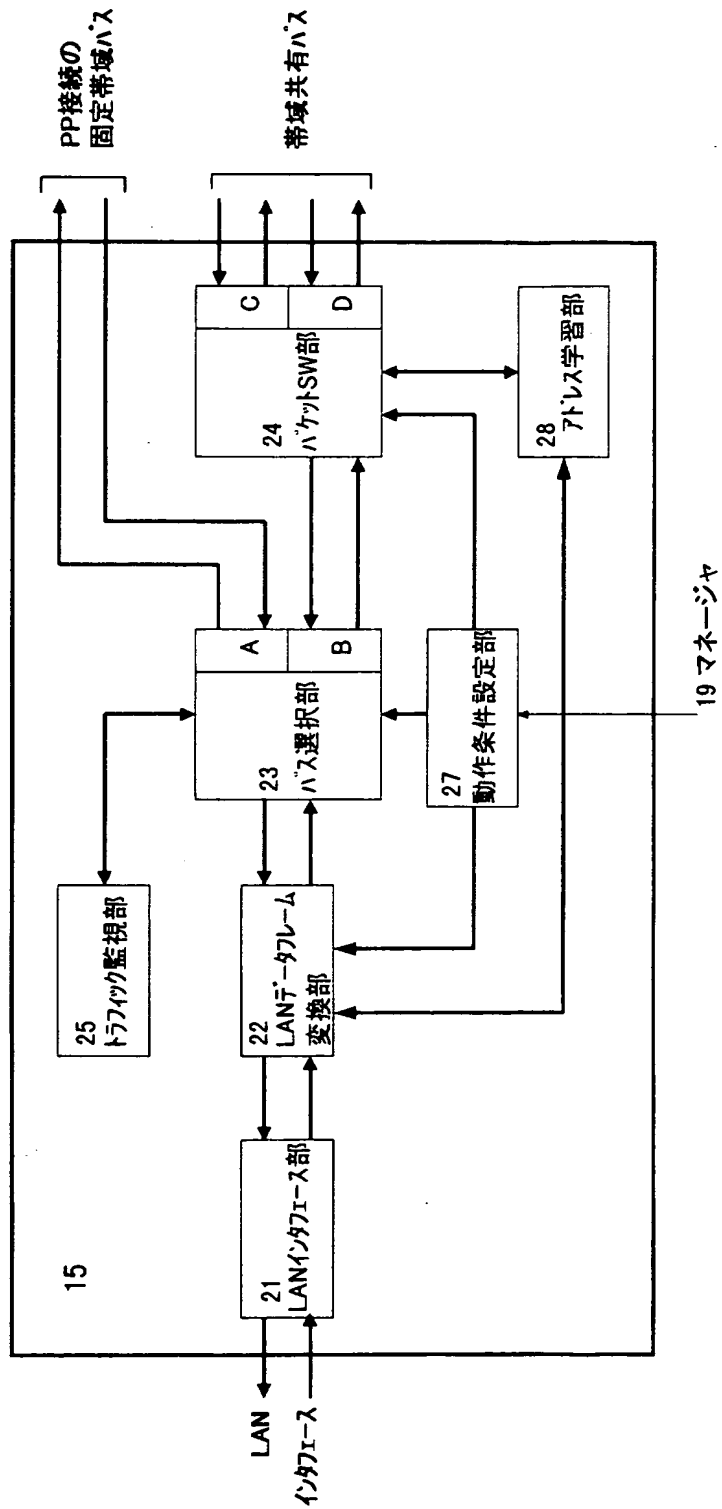 15
LAN
インタフェース
21
LANインタフェース部
22
LANデータフレーム
変換部
25
トラフィック監視部
23
パス選択部
A
B
27
動作条件設定部
19 マネージャ
24
パケットSW部
C
D
28
アドレス学習部
PP接続の
固定帯域パス
帯域共有パス